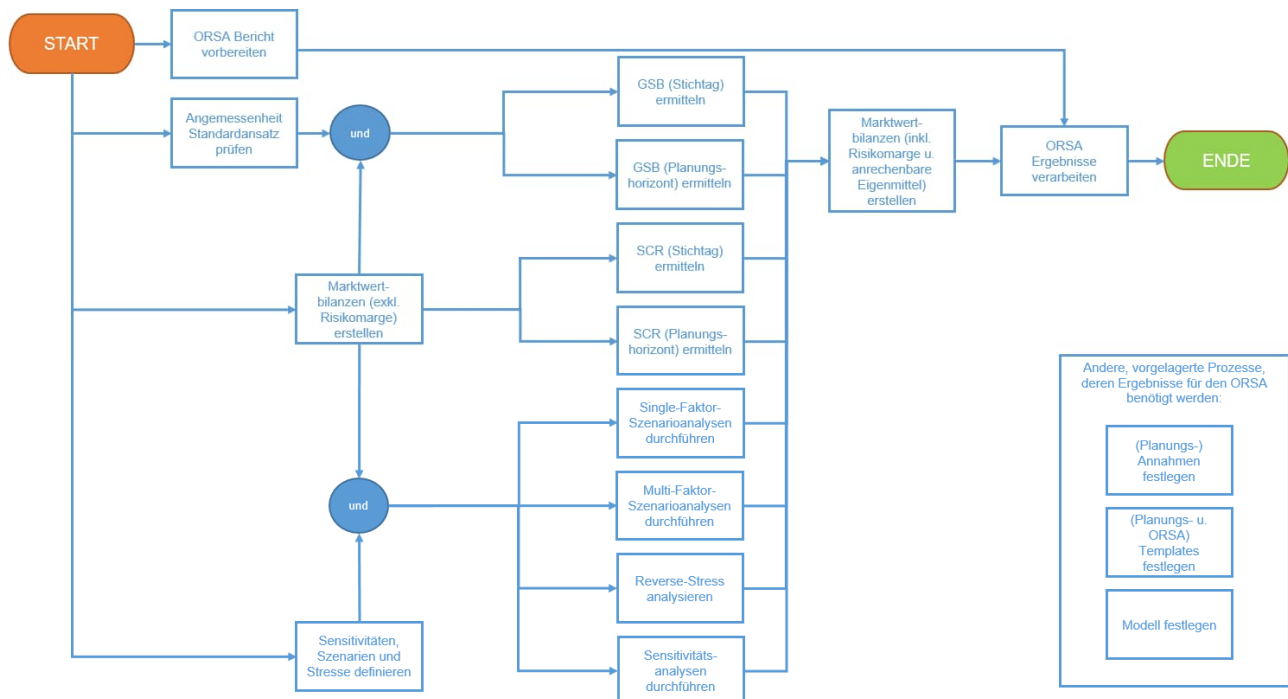 START
ORSA Bericht
vorbereiten
Angemessenheit
Standardansatz
prüfen
und
GSB (Stichtag)
ermitteln
GSB (Planungs-
horizont) ermitteln
Marktwert-
bilanzen (inkl.
Risikomarge u.
anrechenbare
Eigenmittel)
erstellen
ORSA
Ergebnisse
verarbeiten
ENDE
Marktwert-
bilanzen (exkl.
Risikomarge)
erstellen
SCR (Stichtag)
ermitteln
SCR (Planungs-
horizont) ermitteln
Single-Faktor-
Szenarioanalysen
durchführen
und
Multi-Faktor-
Szenarioanalysen
durchführen
Reverse-Stress
analysieren
Sensitivitäten,
Szenarien und
Stresse definieren
Sensitivitäts-
analysen
durchführen
Andere, vorgelagerte Prozesse,
deren Ergebnisse für den ORSA
benötigt werden:
(Planungs-)
Annahmen
festlegen
(Planungs- u.
ORSA)
Templates
festlegen
Modell festlegen